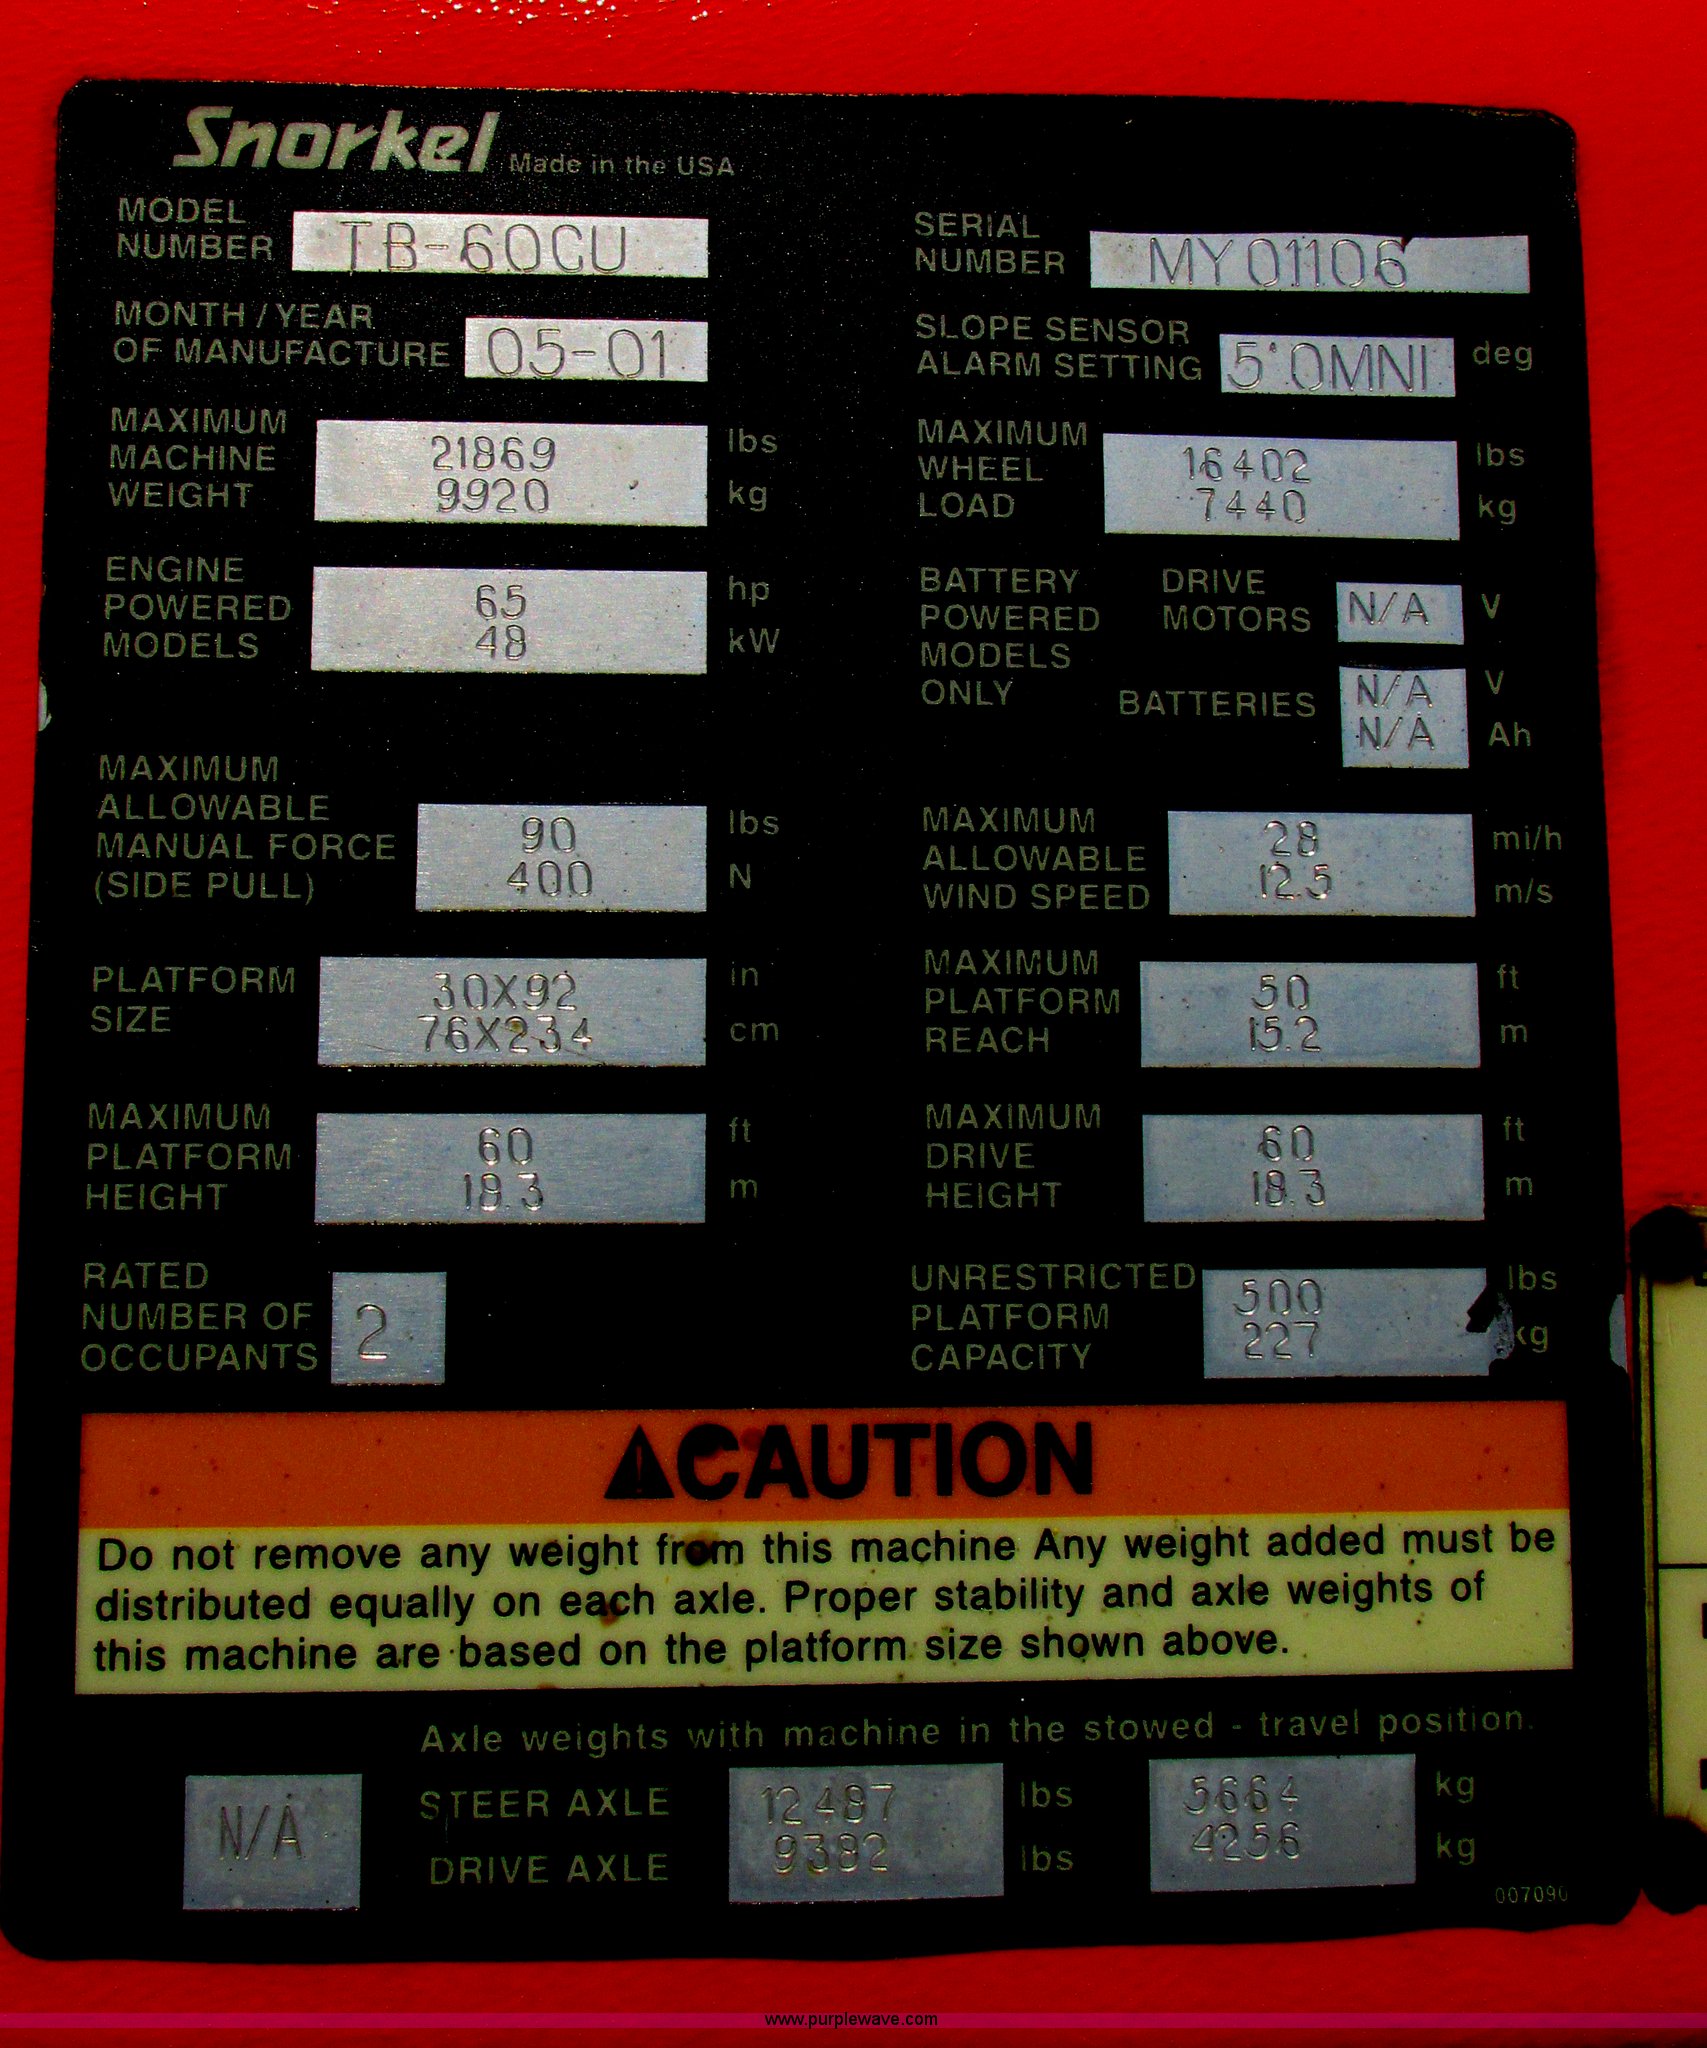 Snorkel Made in the USA
MODEL
NUMBER TB-60CU
SERIAL
NUMBER MY01106
MONTH / YEAR
OF MANUFACTURE 05-01
SLOPE SENSOR
ALARM SETTING 5°OMNI deg
MAXIMUM
MACHINE
WEIGHT
21869 lbs
9920 kg
MAXIMUM
WHEEL
LOAD
16402 lbs
7440 kg
ENGINE
POWERED
MODELS
65 hp
48 kW
BATTERY
POWERED
MODELS
ONLY
DRIVE
MOTORS N/A V
BATTERIES
N/A V
N/A Ah
MAXIMUM
ALLOWABLE
MANUAL FORCE
(SIDE PULL)
90 lbs
400 N
MAXIMUM
ALLOWABLE
WIND SPEED
28 mi/h
12.5 m/s
PLATFORM
SIZE
30X92 in
76X234 cm
MAXIMUM
PLATFORM
REACH
50 ft
15.2 m
MAXIMUM
PLATFORM
HEIGHT
60 ft
18.3 m
MAXIMUM
DRIVE
HEIGHT
60 ft
18.3 m
RATED
NUMBER OF
OCCUPANTS
2
UNRESTRICTED
PLATFORM
CAPACITY
500 lbs
227 kg
CAUTION
Do not remove any weight from this machine Any weight added must be
distributed equally on each axle. Proper stability and axle weights of
this machine are based on the platform size shown above.
Axle weights with machine in the stowed - travel position.
N/A
STEER AXLE 12487 lbs 5664 kg
DRIVE AXLE 9382 lbs 4256 kg
007090
www.purplewave.com